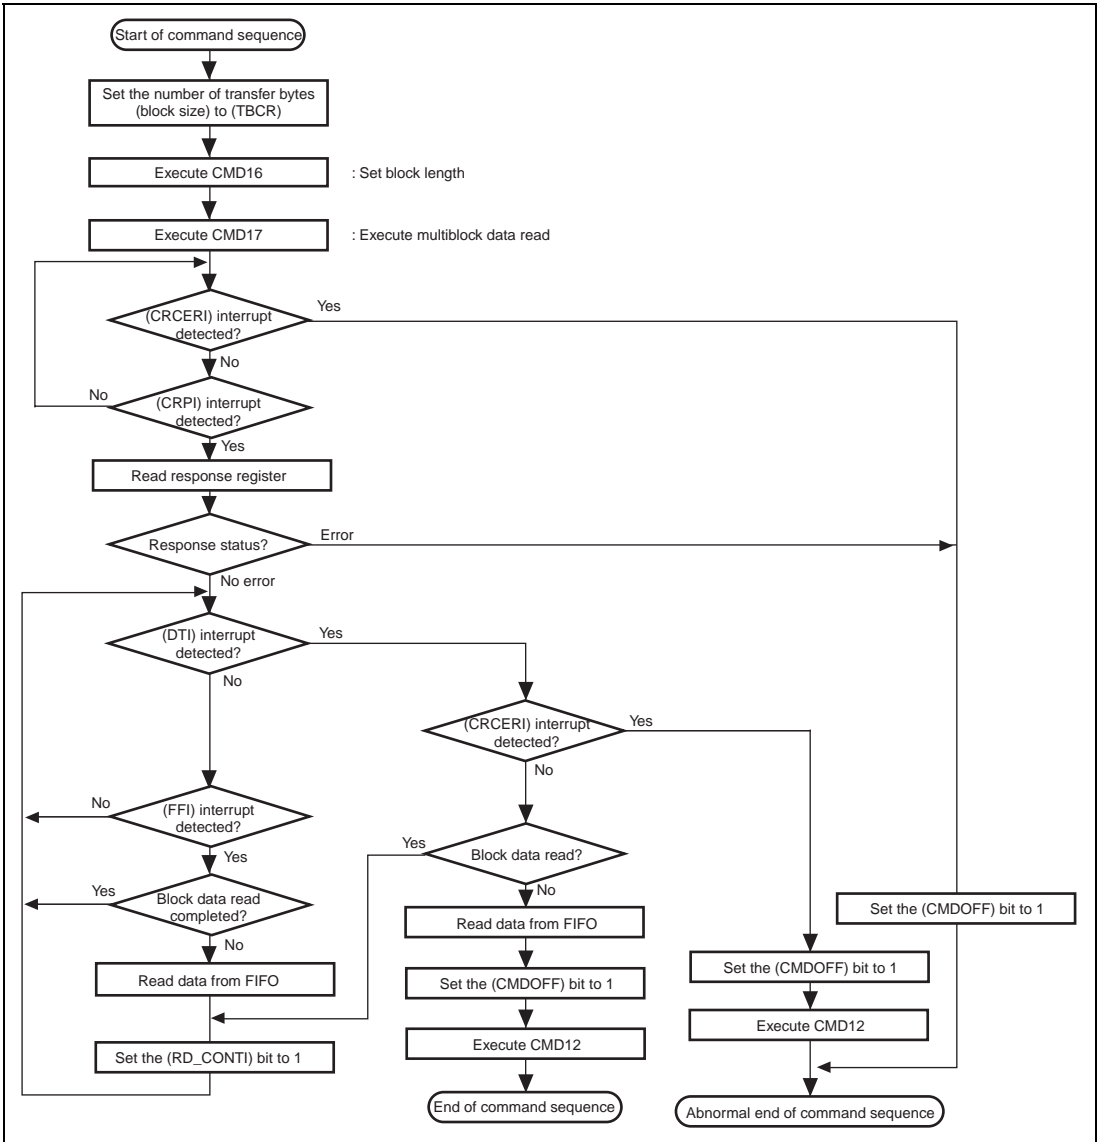 Start of command sequence
Set the number of transfer bytes
(block size) to (TBCR)
Execute CMD16
: Set block length
Execute CMD17
: Execute multiblock data read
(CRCERI) interrupt
detected?
Yes
No
(CRPI) interrupt
detected?
No
Yes
Read response register
Response status?
Error
No error
(DTI) interrupt
detected?
Yes
No
(CRCERI) interrupt
detected?
Yes
No
(FFI) interrupt
detected?
No
Yes
Block data read?
Yes
No
Block data read
completed?
Yes
No
Read data from FIFO
Set the (CMDOFF) bit to 1
Read data from FIFO
Set the (CMDOFF) bit to 1
Set the (CMDOFF) bit to 1
Set the (RD_CONTI) bit to 1
Execute CMD12
Execute CMD12
End of command sequence
Abnormal end of command sequence